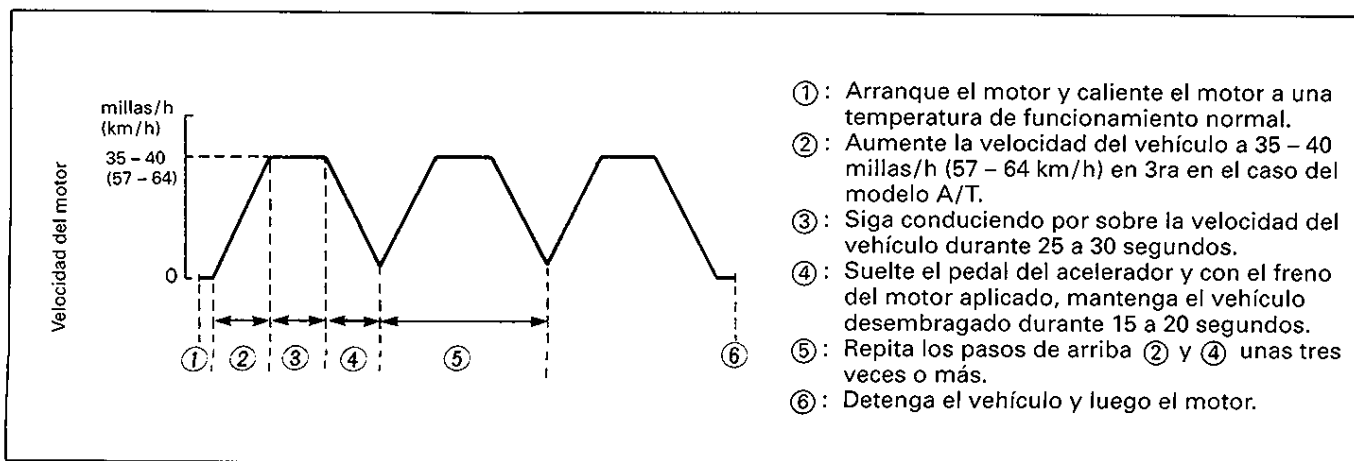 millas/h
(km/h)
35 – 40
(57 – 64)
0
Velocidad del motor
① ② ③ ④ ⑤ ⑥
①: Arranque el motor y caliente el motor a una
temperatura de funcionamiento normal.
②: Aumente la velocidad del vehículo a 35 – 40
millas/h (57 – 64 km/h) en 3ra en el caso del
modelo A/T.
③: Siga conduciendo por sobre la velocidad del
vehículo durante 25 a 30 segundos.
④: Suelte el pedal del acelerador y con el freno
del motor aplicado, mantenga el vehículo
desembragado durante 15 a 20 segundos.
⑤: Repita los pasos de arriba ② y ④ unas tres
veces o más.
⑥: Detenga el vehículo y luego el motor.